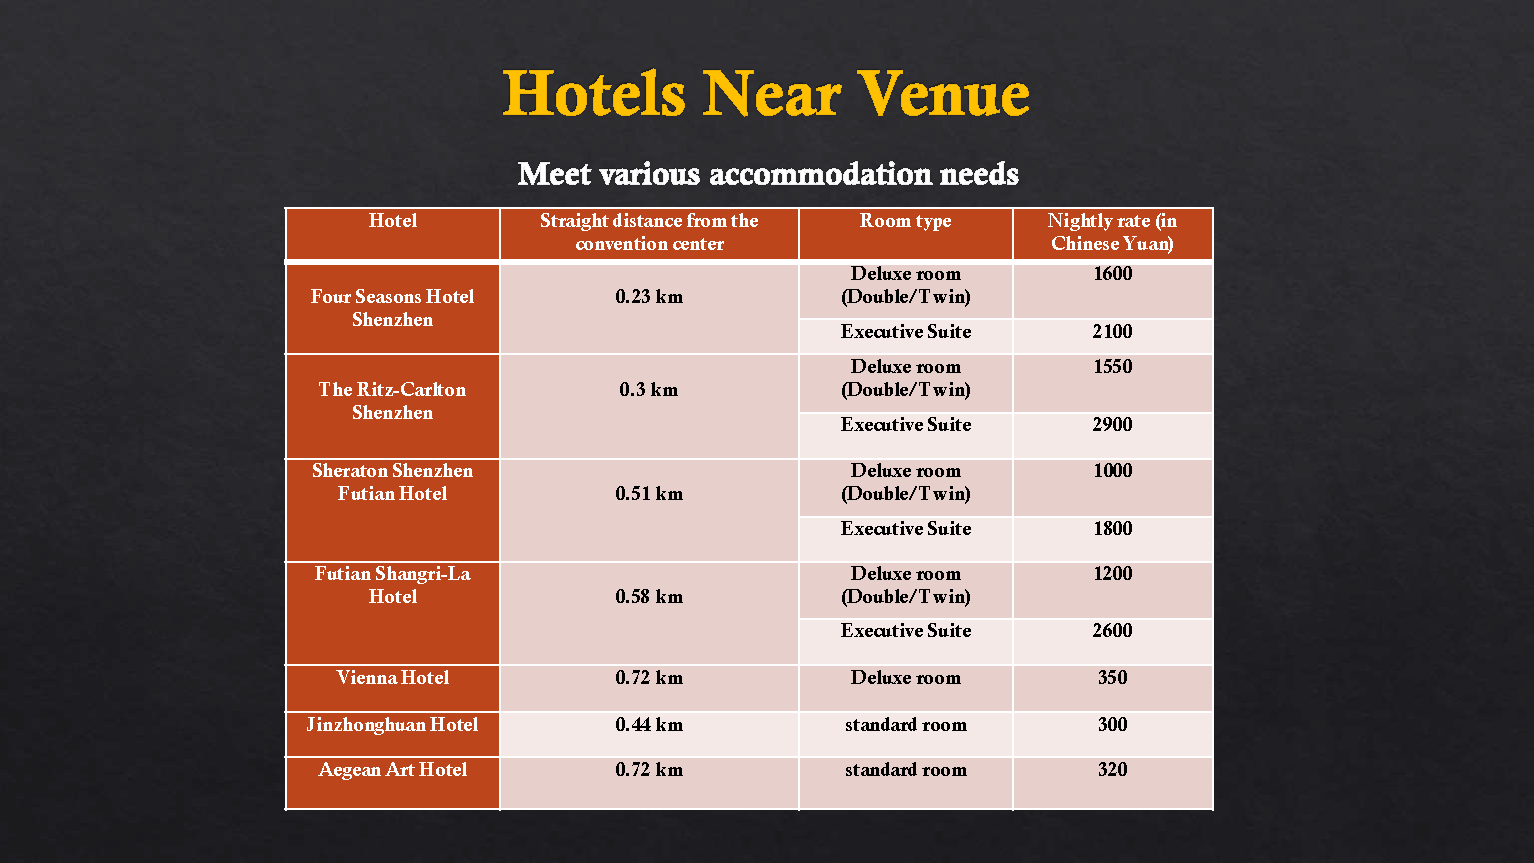 Hotels Near Venue
Meet various accommodation needs
Hotel
Straight distance from the
convention center
Room type
Nightly rate (in
Chinese Yuan)
Four Seasons Hotel
Shenzhen
0.23 km
Deluxe room
(Double/Twin)
1600
Executive Suite
2100
The Ritz-Carlton
Shenzhen
0.3 km
Deluxe room
(Double/Twin)
1550
Executive Suite
2900
Sheraton Shenzhen
Futian Hotel
0.51 km
Deluxe room
(Double/Twin)
1000
Executive Suite
1800
Futian Shangri-La
Hotel
0.58 km
Deluxe room
(Double/Twin)
1200
Executive Suite
2600
Vienna Hotel
0.72 km
Deluxe room
350
Jinzhonghuan Hotel
0.44 km
standard room
300
Aegean Art Hotel
0.72 km
standard room
320